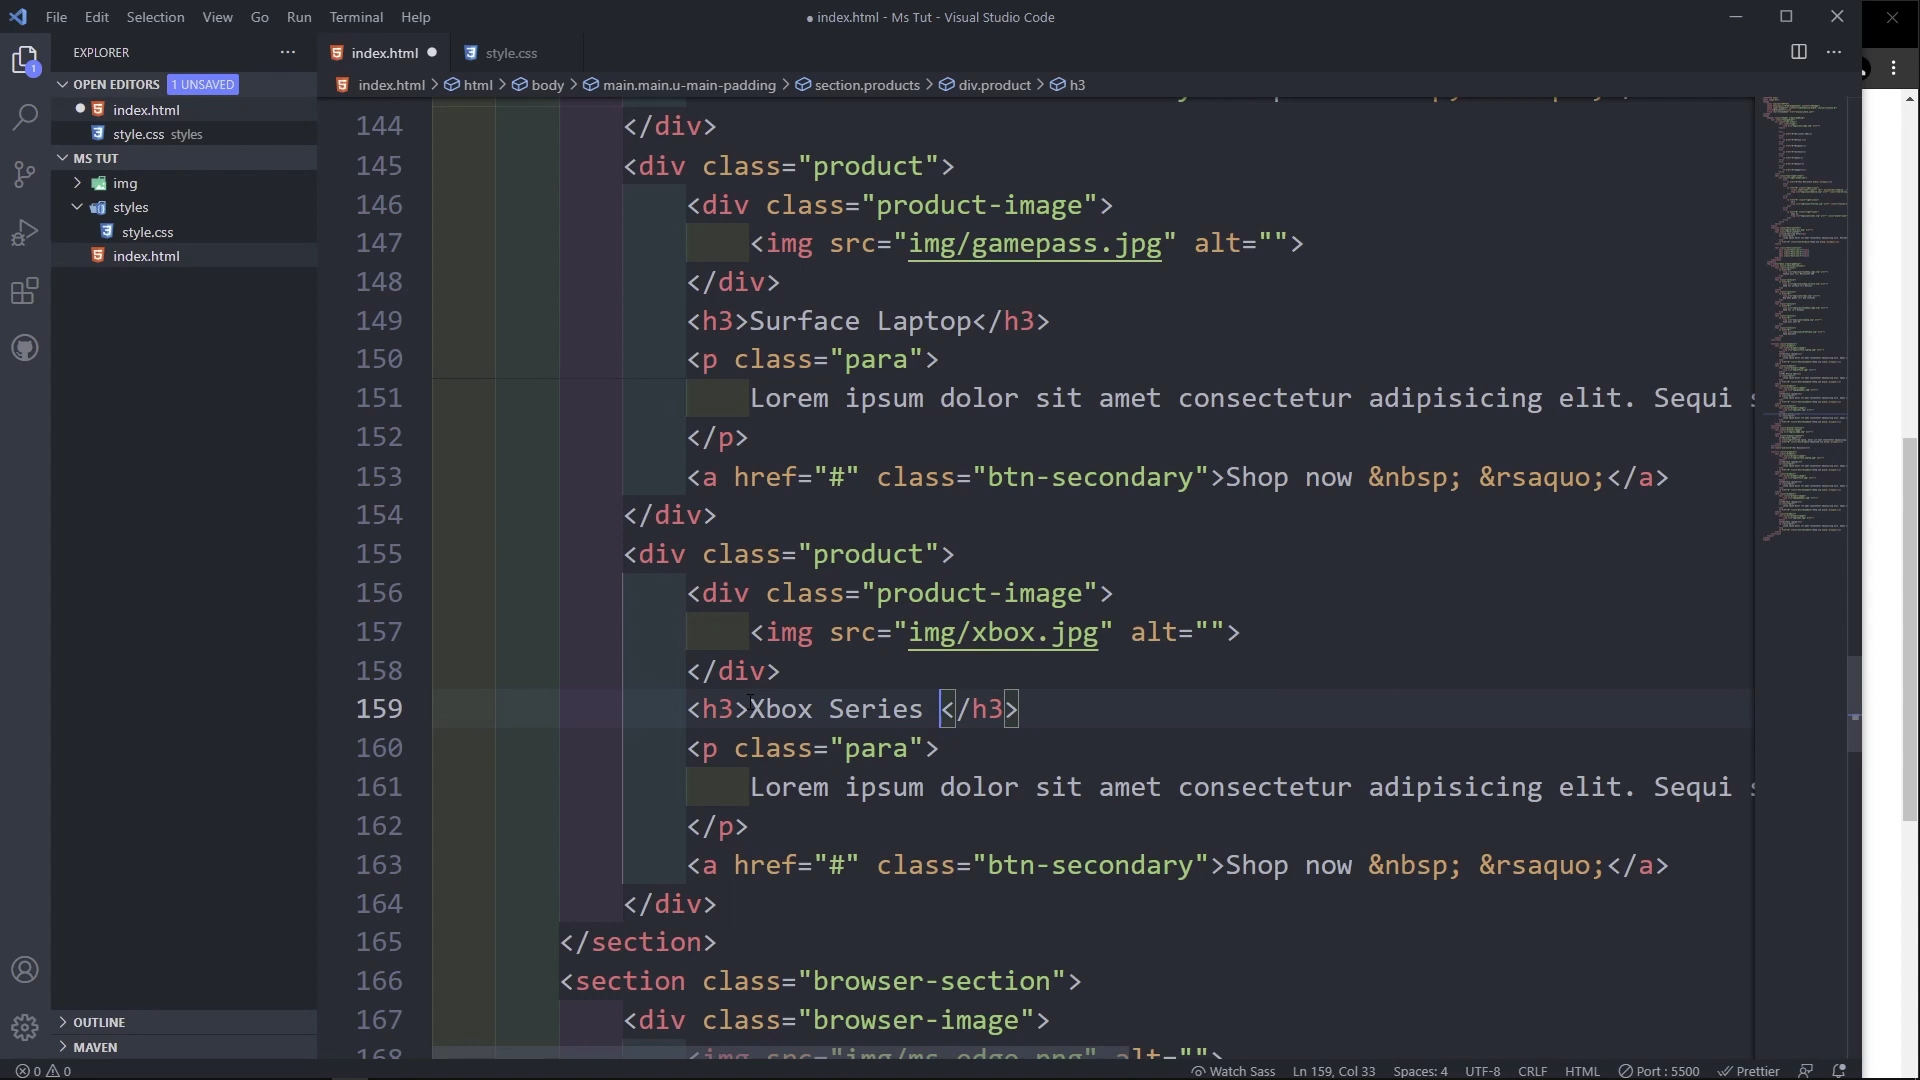 File Edit Selection View Go Run Terminal Help
● index.html - Ms Tut - Visual Studio Code
EXPLORER
index.html
style.css
OPEN EDITORS 1 UNSAVED
index.html > html > body > main.main.u-main-padding > section.products > div.product > h3
1
index.html
style.css styles
MS TUT
img
styles
style.css
index.html
OUTLINE
MAVEN
144 </div>
145 <div class="product">
146 <div class="product-image">
147 <img src="img/gamepass.jpg" alt="">
148 </div>
149 <h3>Surface Laptop</h3>
150 <p class="para">
151 Lorem ipsum dolor sit amet consectetur adipisicing elit. Sequi
152 </p>
153 <a href="#" class="btn-secondary">Shop now &nbsp; &rsaquo;</a>
154 </div>
155 <div class="product">
156 <div class="product-image">
157 <img src="img/xbox.jpg" alt="">
158 </div>
159 <h3>Xbox Series </h3>
160 <p class="para">
161 Lorem ipsum dolor sit amet consectetur adipisicing elit. Sequi
162 </p>
163 <a href="#" class="btn-secondary">Shop now &nbsp; &rsaquo;</a>
164 </div>
165 </section>
166 <section class="browser-section">
167 <div class="browser-image">
168 <img src="img/ms-edge.png" alt="">
0 0
Watch Sass Ln 159, Col 33 Spaces: 4 UTF-8 CRLF HTML Port : 5500 Prettier